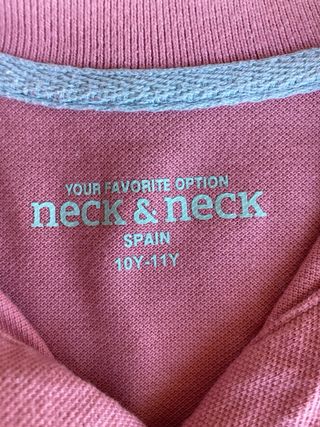 YOUR FAVORITE OPTION
neck & neck
SPAIN
10Y-11Y